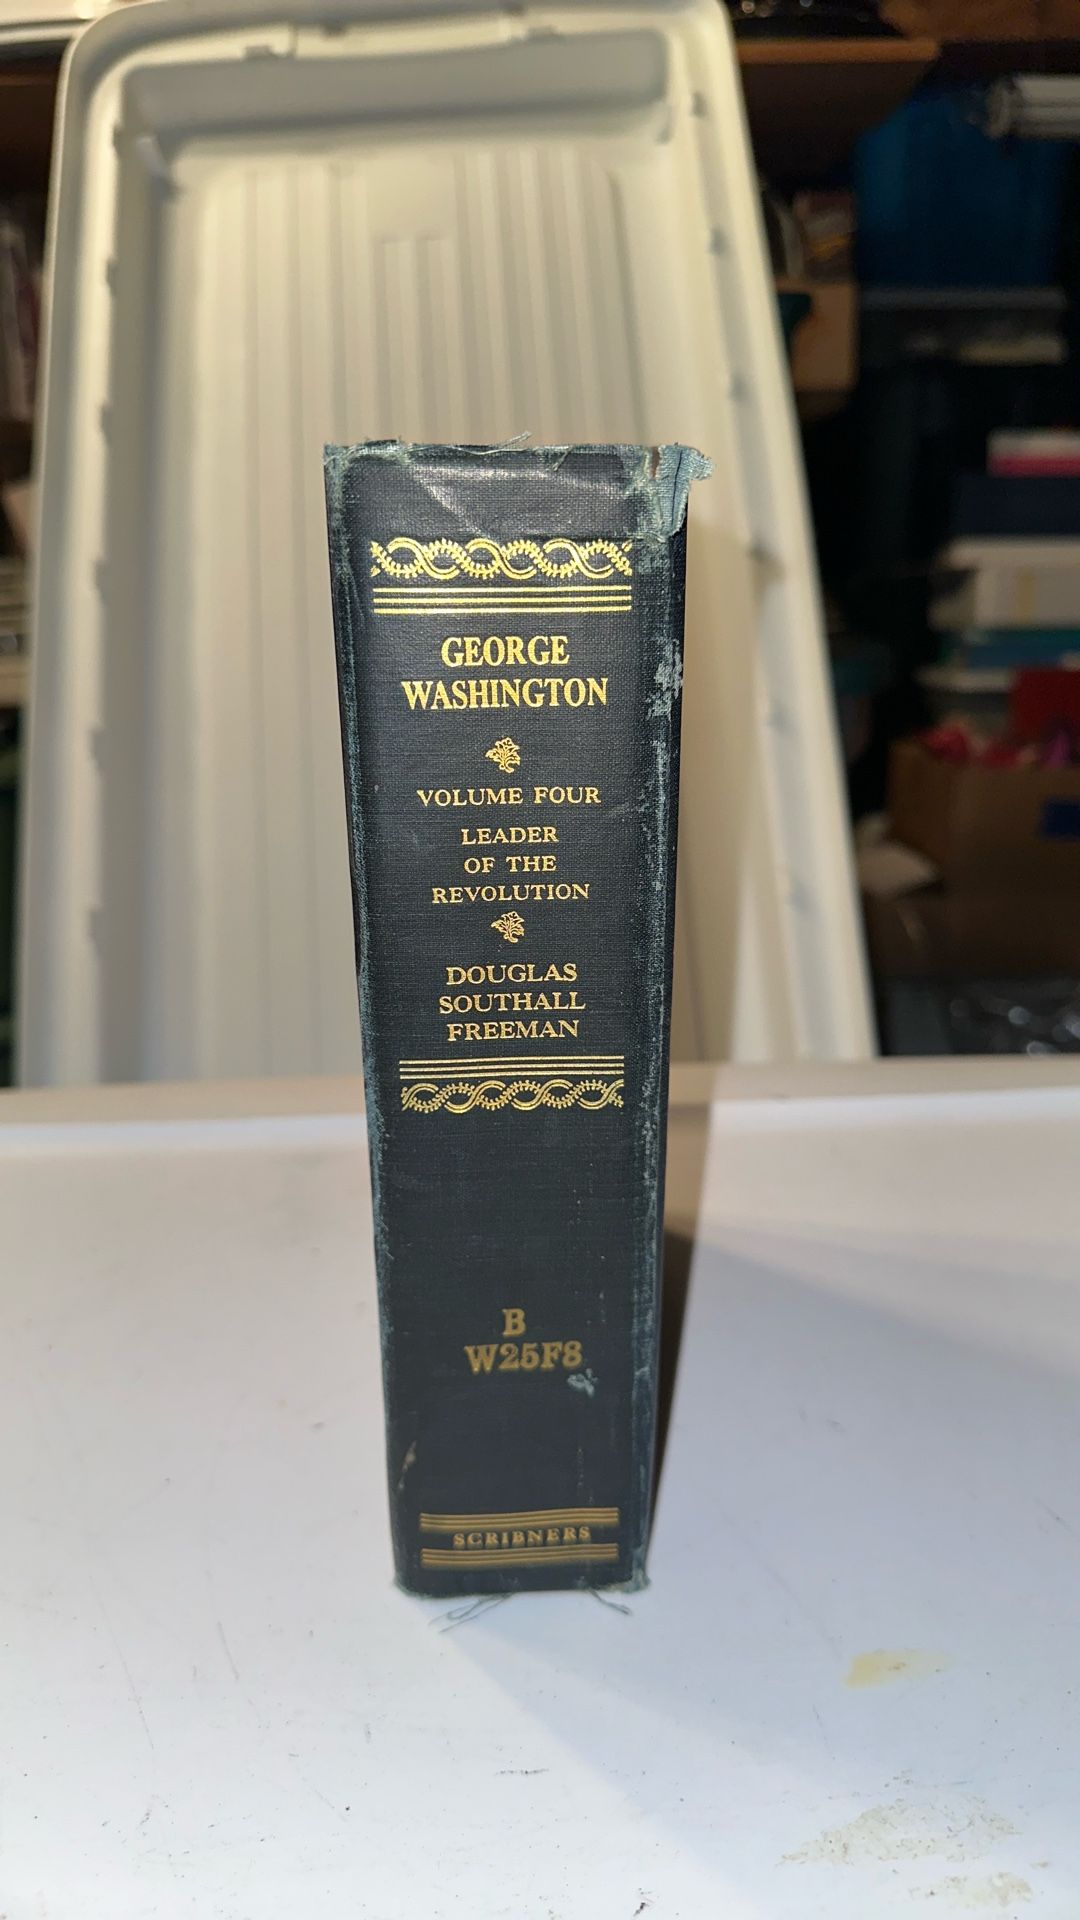 GEORGE
WASHINGTON
VOLUME FOUR
LEADER
OF THE
REVOLUTION
DOUGLAS
SOUTHALL
FREEMAN
B
W25F8
SCRIBNERS